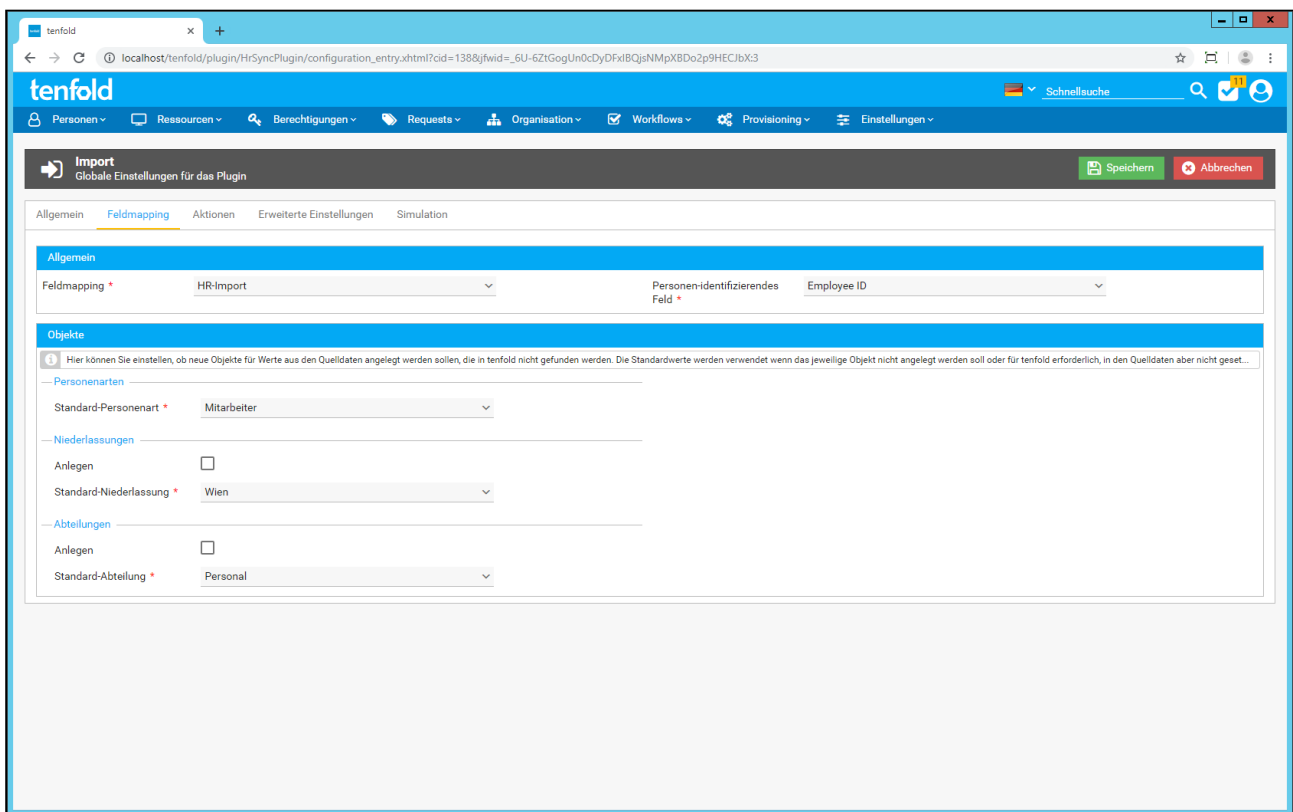 tenfold
localhost/tenfold/plugin/HrSyncPlugin/configuration_entry.xhtml?cid=138&jfwid=_6U-6ZtGogUn0cDyDFxlBQjsNMpXBDo2p9HECJbX:3
tenfold
Schnellsuche
11
Personen
Ressourcen
Berechtigungen
Requests
Organisation
Workflows
Provisioning
Einstellungen
Import
Globale Einstellungen für das Plugin
Speichern
Abbrechen
Allgemein
Feldmapping
Aktionen
Erweiterte Einstellungen
Simulation
Allgemein
Feldmapping *
HR-Import
Personen-identifizierendes
Feld *
Employee ID
Objekte
Hier können Sie einstellen, ob neue Objekte für Werte aus den Quelldaten angelegt werden sollen, die in tenfold nicht gefunden werden. Die Standardwerte werden verwendet wenn das jeweilige Objekt nicht angelegt werden soll oder für tenfold erforderlich, in den Quelldaten aber nicht geset...
Personenarten
Standard-Personenart *
Mitarbeiter
Niederlassungen
Anlegen
Standard-Niederlassung *
Wien
Abteilungen
Anlegen
Standard-Abteilung *
Personal